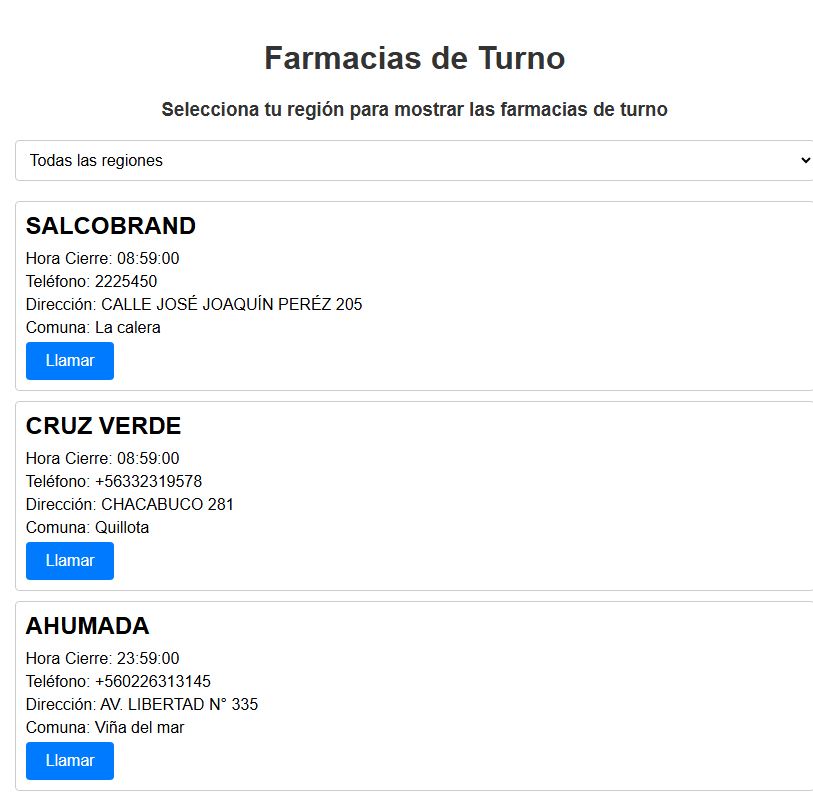 Farmacias de Turno
Selecciona tu región para mostrar las farmacias de turno
Todas las regiones
SALCOBRAND
Hora Cierre: 08:59:00
Teléfono: 2225450
Dirección: CALLE JOSÉ JOAQUÍN PERÉZ 205
Comuna: La calera
Llamar
CRUZ VERDE
Hora Cierre: 08:59:00
Teléfono: +56332319578
Dirección: CHACABUCO 281
Comuna: Quillota
Llamar
AHUMADA
Hora Cierre: 23:59:00
Teléfono: +560226313145
Dirección: AV. LIBERTAD N° 335
Comuna: Viña del mar
Llamar